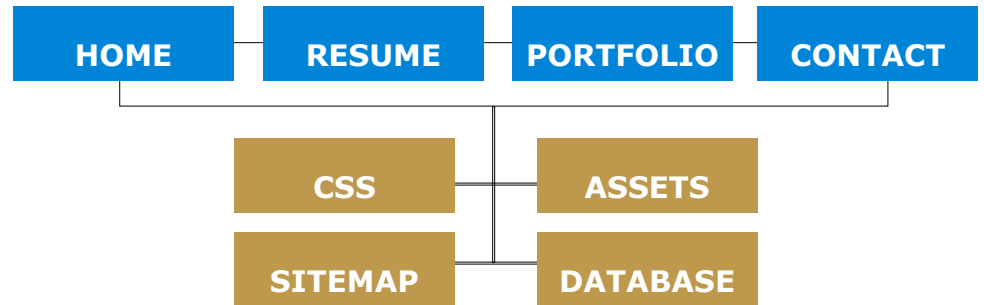 HOME RESUME PORTFOLIO CONTACT
CSS ASSETS
SITEMAP DATABASE